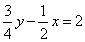 3/4 y − 1/2 x = 2